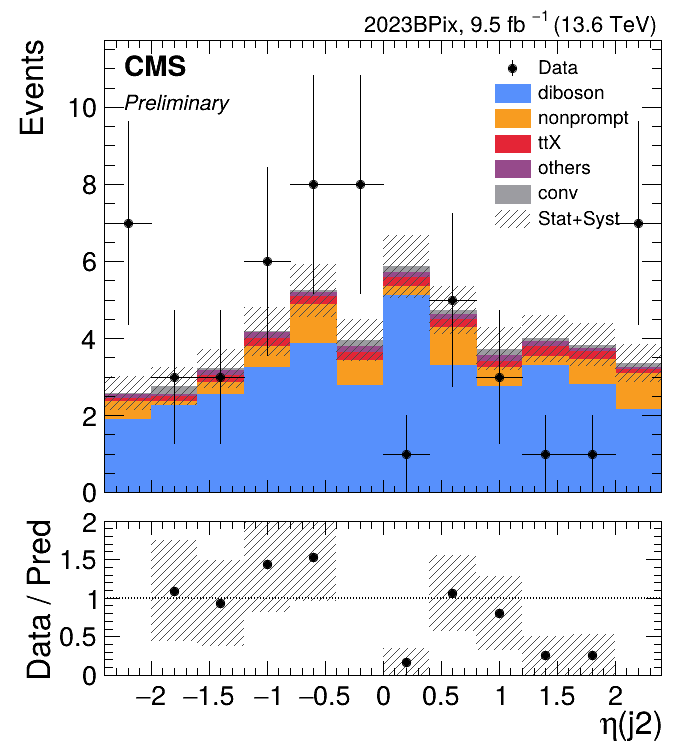 2023BPix, 9.5 fb⁻¹ (13.6 TeV)
CMS
Preliminary
Events
Data
diboson
nonprompt
ttX
others
conv
Stat+Syst
10
8
6
4
2
0
Data / Pred
2
1.5
1
0.5
0
−2 −1.5 −1 −0.5 0 0.5 1 1.5 2
η(j2)